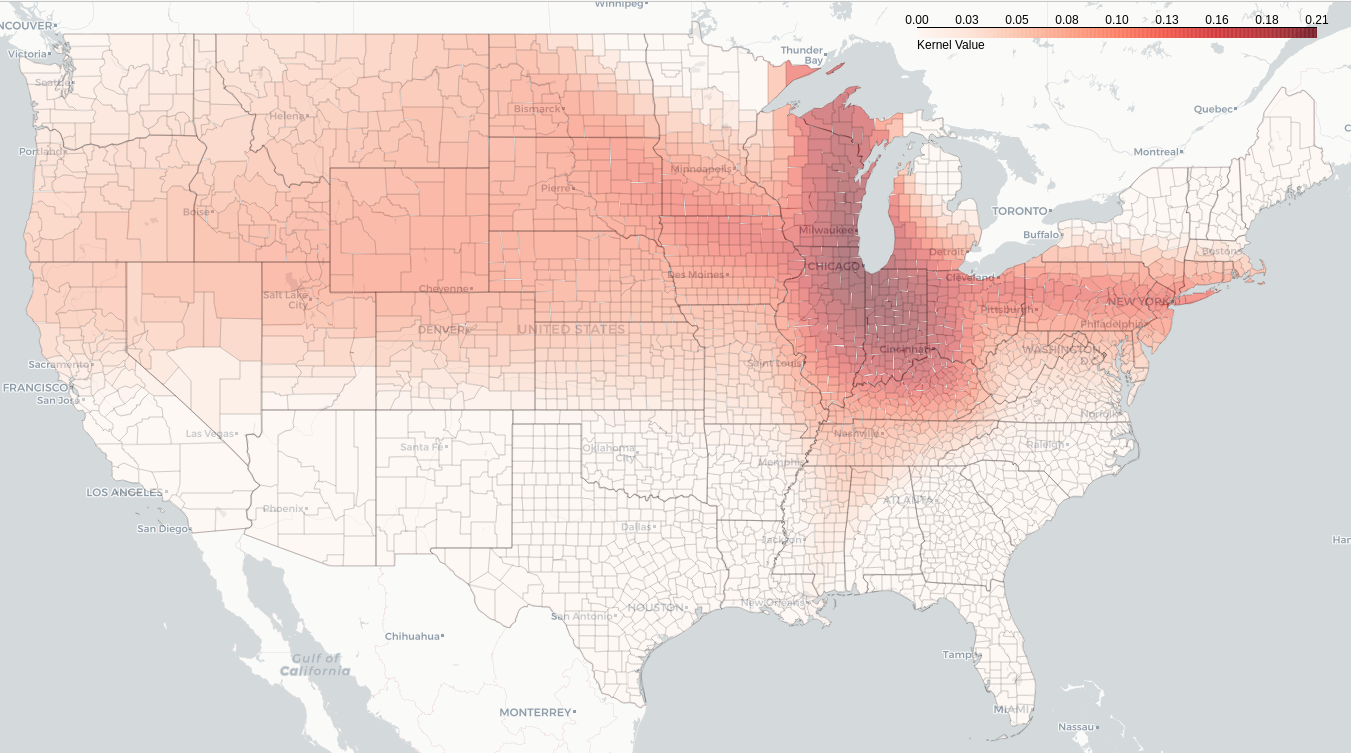 Winnipeg
0.00 0.03 0.05 0.08 0.10 0.13 0.16 0.18 0.21
Kernel Value
NCOUVER
Victoria
Thunder
Bay
Seattle
Quebec
Bismarck
Helena
Portland
Montreal
Minneapolis
Pierre
Boise
TORONTO
Milwaukee
Buffalo
Detroit
Boston
CHICAGO
Des Moines
Cleveland
Cheyenne
Salt Lake
City
NEW YORK
Pittsburgh
DENVER
UNITED STATES
Philadelphia
Cincinnati
WASHINGTON
Saint Louis
Sacramento
FRANCISCO
San Jose
Norfolk
Las Vegas
Nashville
Raleigh
Santa Fe
Oklahoma
City
Memphis
LOS ANGELES
ATLANTA
Phoenix
San Diego
Dallas
Jackson
Han
New Orleans
HOUSTON
San Antonio
Chihuahua
Gulf of
California
Tampa
MONTERREY
MIAMI
Nassau